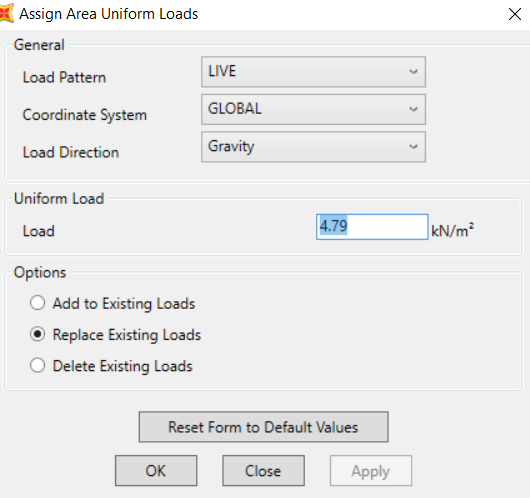 Assign Area Uniform Loads
General
Load Pattern LIVE
Coordinate System GLOBAL
Load Direction Gravity
Uniform Load
Load 4.79 kN/m²
Options
Add to Existing Loads
Replace Existing Loads
Delete Existing Loads
Reset Form to Default Values
OK Close Apply